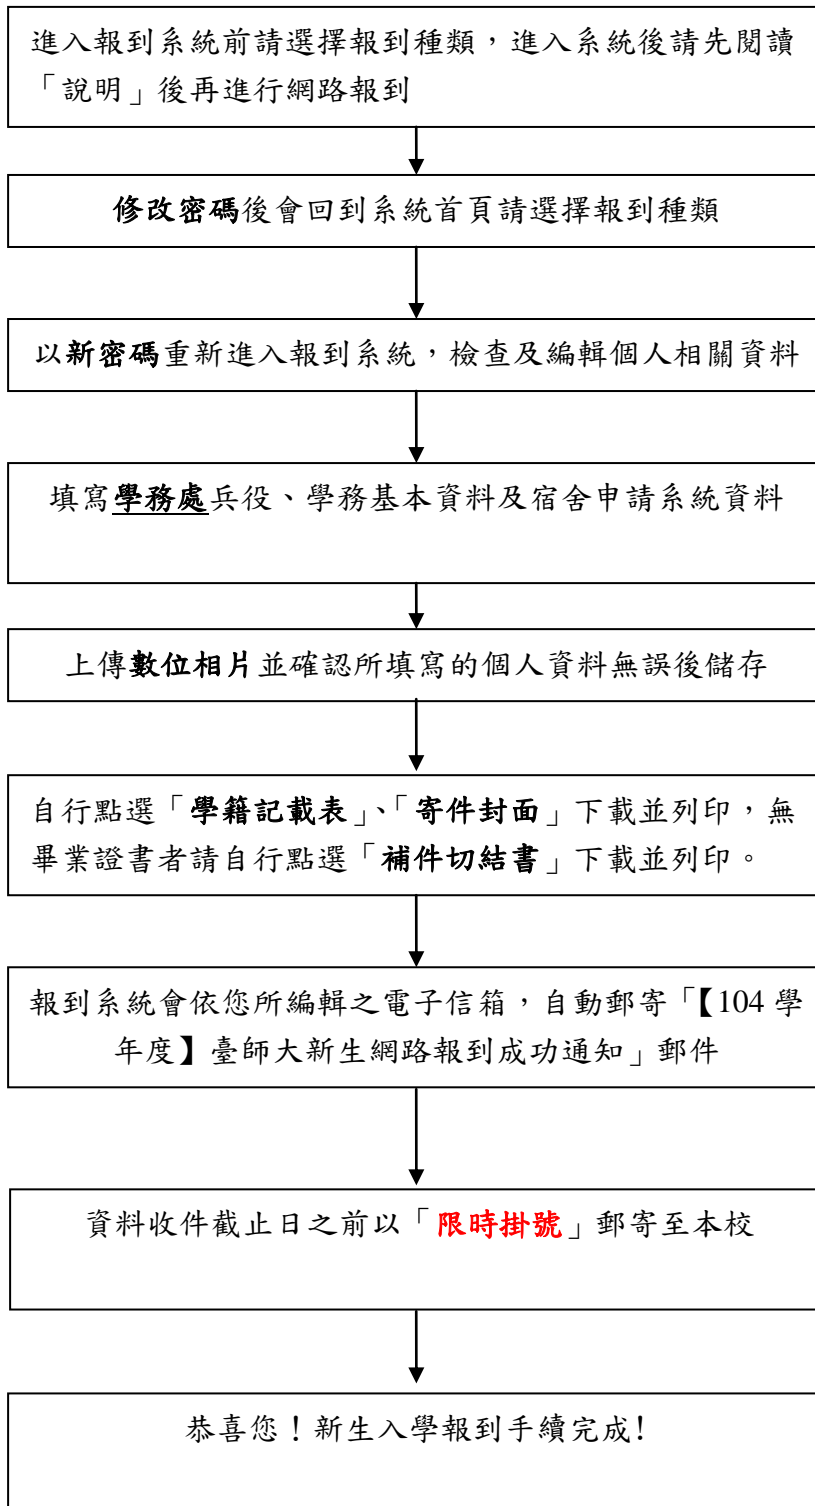 進入報到系統前請選擇報到種類，進入系統後請先閱讀
「說明」後再進行網路報到
修改密碼後會回到系統首頁請選擇報到種類
以新密碼重新進入報到系統，檢查及編輯個人相關資料
填寫學務處兵役、學務基本資料及宿舍申請系統資料
上傳數位相片並確認所填寫的個人資料無誤後儲存
自行點選「學籍記載表」、「寄件封面」下載並列印，無
畢業證書者請自行點選「補件切結書」下載並列印。
報到系統會依您所編輯之電子信箱，自動郵寄「【104 學
年度】臺師大新生網路報到成功通知」郵件
資料收件截止日之前以「限時掛號」郵寄至本校
恭喜您！新生入學報到手續完成!